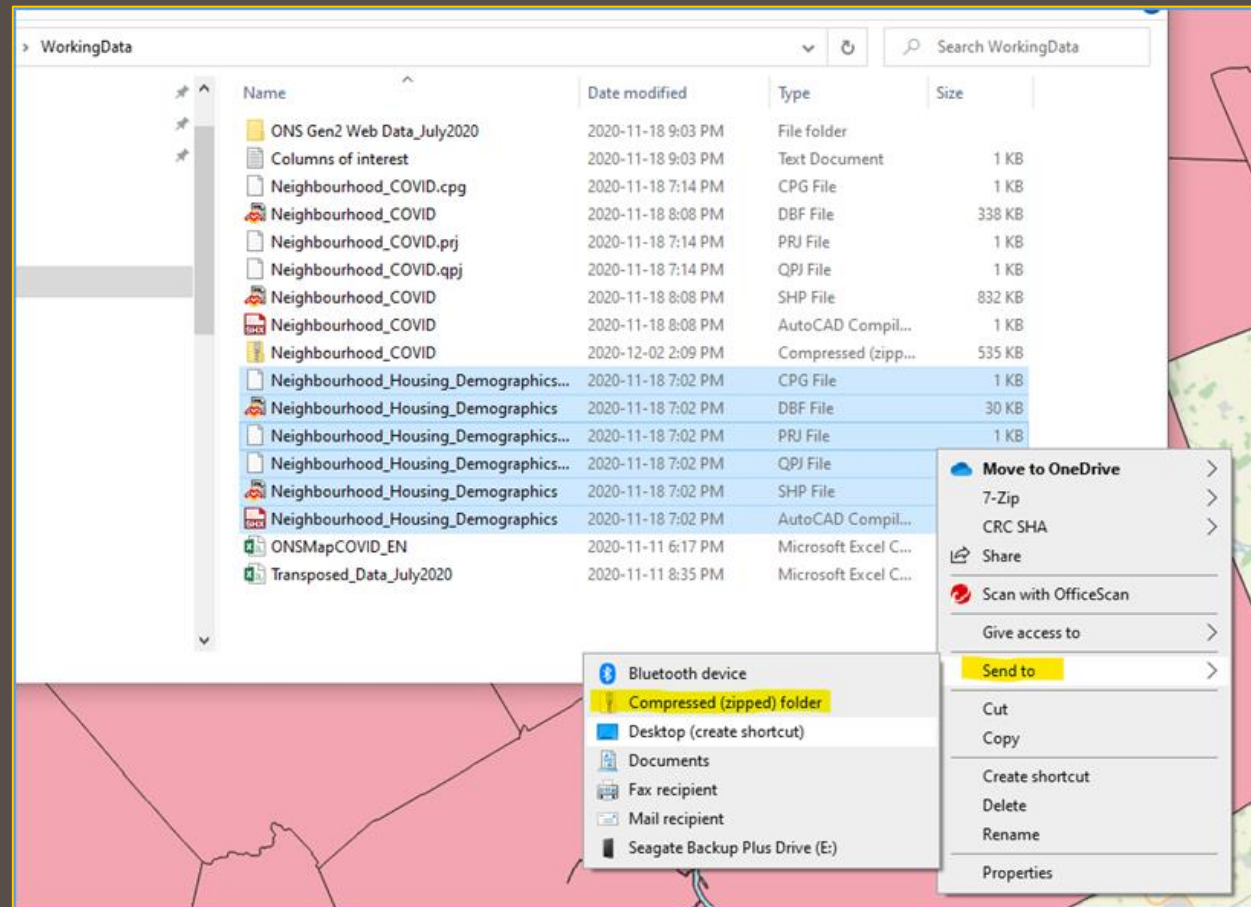 › WorkingData Search WorkingData
Name Date modified Type Size
ONS Gen2 Web Data_July2020 2020-11-18 9:03 PM File folder
Columns of interest 2020-11-18 9:03 PM Text Document 1 KB
Neighbourhood_COVID.cpg 2020-11-18 7:14 PM CPG File 1 KB
Neighbourhood_COVID 2020-11-18 8:08 PM DBF File 338 KB
Neighbourhood_COVID.prj 2020-11-18 7:14 PM PRJ File 1 KB
Neighbourhood_COVID.qpj 2020-11-18 7:14 PM QPJ File 1 KB
Neighbourhood_COVID 2020-11-18 8:08 PM SHP File 832 KB
SHX Neighbourhood_COVID 2020-11-18 8:08 PM AutoCAD Compil... 1 KB
Neighbourhood_COVID 2020-12-02 2:09 PM Compressed (zipp... 535 KB
Neighbourhood_Housing_Demographics... 2020-11-18 7:02 PM CPG File 1 KB
Neighbourhood_Housing_Demographics 2020-11-18 7:02 PM DBF File 30 KB
Neighbourhood_Housing_Demographics... 2020-11-18 7:02 PM PRJ File 1 KB
Neighbourhood_Housing_Demographics... 2020-11-18 7:02 PM QPJ File
Neighbourhood_Housing_Demographics 2020-11-18 7:02 PM SHP File
SHX Neighbourhood_Housing_Demographics 2020-11-18 7:02 PM AutoCAD Compil...
ONSMapCOVID_EN 2020-11-11 6:17 PM Microsoft Excel C...
Transposed_Data_July2020 2020-11-11 8:35 PM Microsoft Excel C...
Move to OneDrive
7-Zip
CRC SHA
Share
Scan with OfficeScan
Give access to
Send to
Cut
Copy
Create shortcut
Delete
Rename
Properties
Bluetooth device
Compressed (zipped) folder
Desktop (create shortcut)
Documents
Fax recipient
Mail recipient
Seagate Backup Plus Drive (E:)